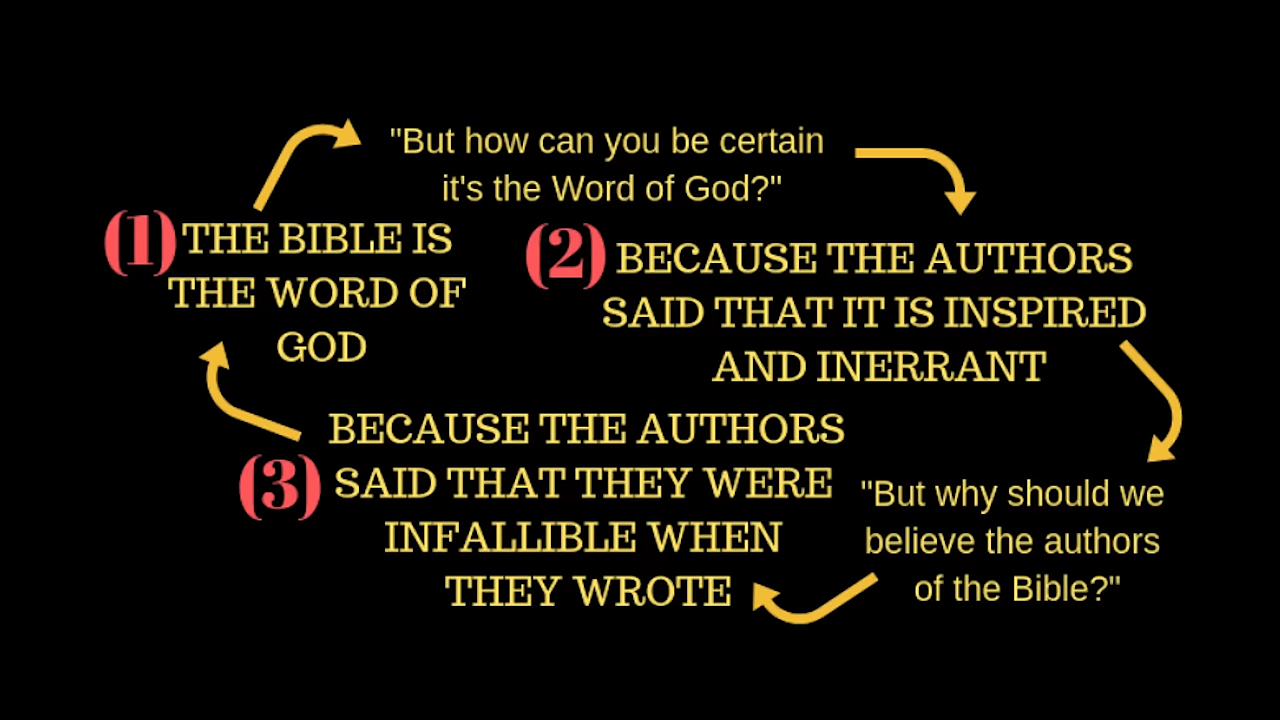 "But how can you be certain
it's the Word of God?"
(1) THE BIBLE IS
THE WORD OF
GOD
(2) BECAUSE THE AUTHORS
SAID THAT IT IS INSPIRED
AND INERRANT
"But why should we
believe the authors
of the Bible?"
BECAUSE THE AUTHORS
(3) SAID THAT THEY WERE
INFALLIBLE WHEN
THEY WROTE